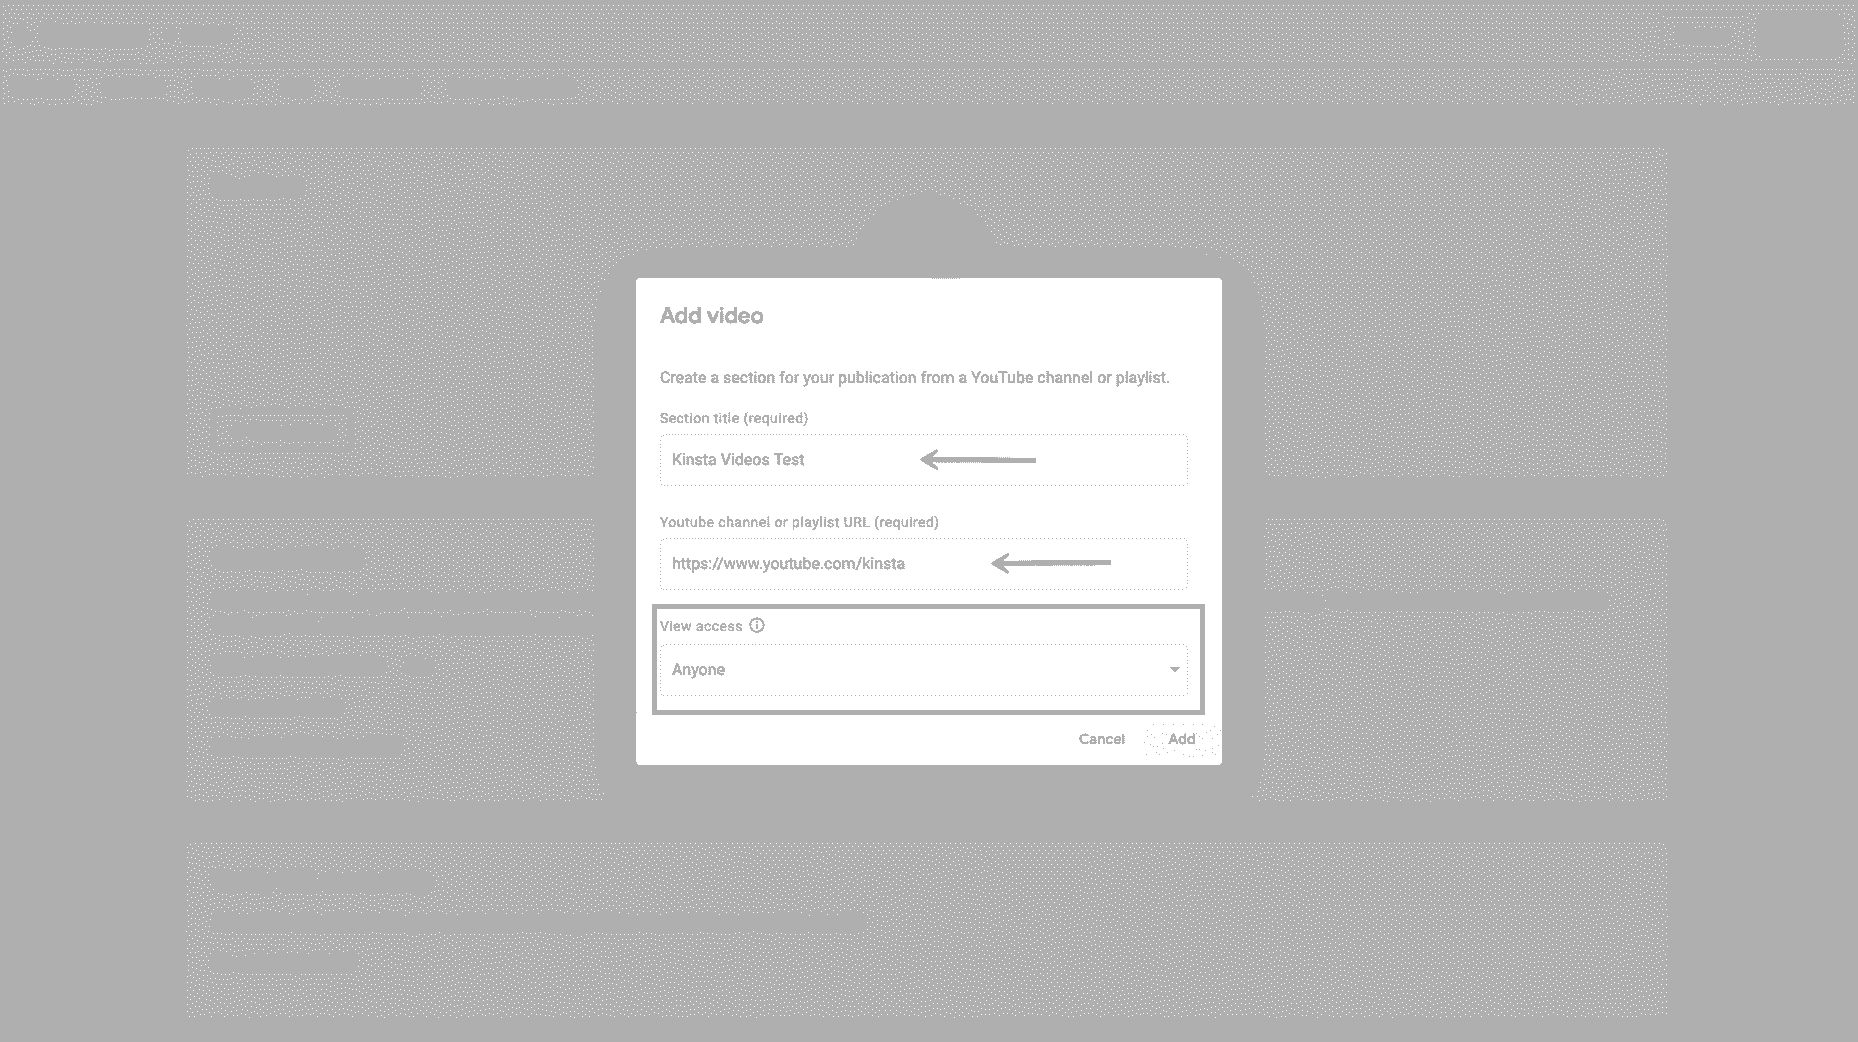 Add video
Create a section for your publication from a YouTube channel or playlist.
Section title (required)
Kinsta Videos Test
Youtube channel or playlist URL (required)
https://www.youtube.com/kinsta
View access
Anyone
Cancel Add